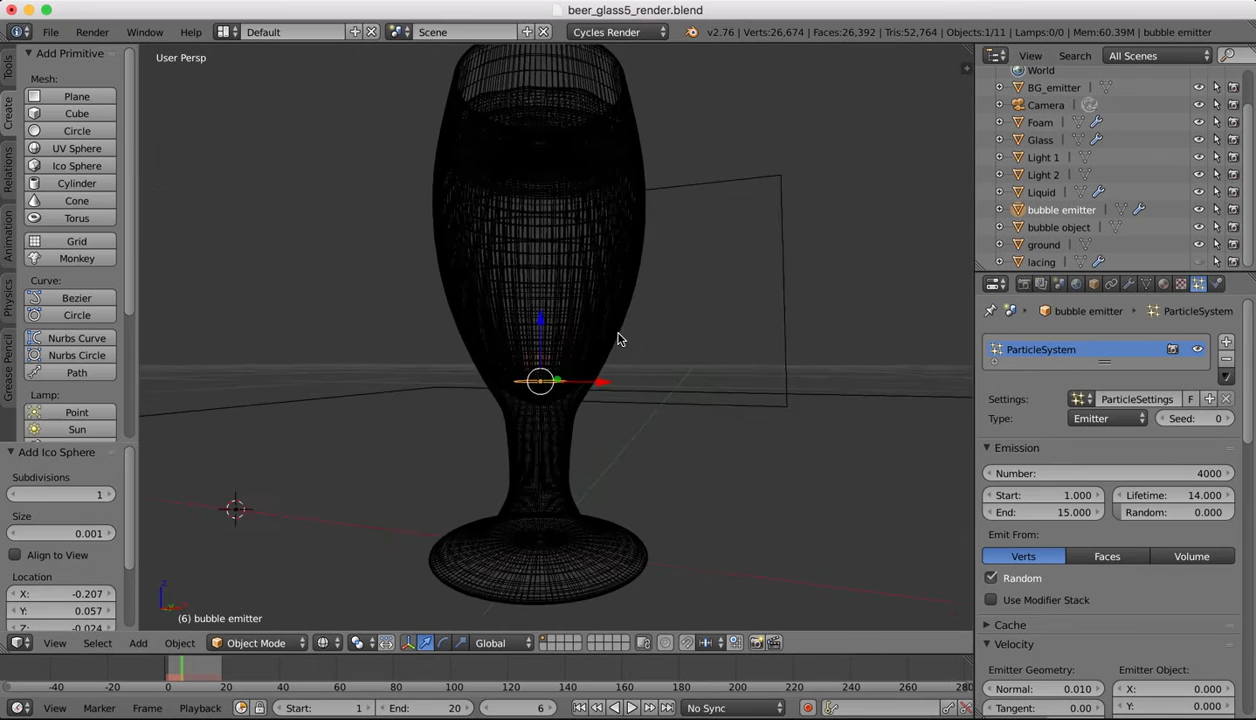 beer_glass5_render.blend
File Render Window Help Default Scene Cycles Render v2.76 | Verts:26,674 | Faces:26,392 | Tris:52,764 | Objects:1/11 | Lamps:0/0 | Mem:60.39M | bubble emitter
Tools
Create
Relations
Animation
Physics
Grease Pencil
Add Primitive
Mesh:
Plane
Cube
Circle
UV Sphere
Ico Sphere
Cylinder
Cone
Torus
Grid
Monkey
Curve:
Bezier
Circle
Nurbs Curve
Nurbs Circle
Path
Lamp:
Point
Sun
Add Ico Sphere
Subdivisions
1
Size
0.001
Align to View
Location
X: -0.207
Y: 0.057
Z: -0.024
User Persp
(6) bubble emitter
View Select Add Object Object Mode Global
-40 -20 0 20 40 60 80 100 120 140 160 180 200 220 240 260 280
View Marker Frame Playback Start: 1 End: 20 6 No Sync
View Search All Scenes
World
BG_emitter
Camera
Foam
Glass
Light 1
Light 2
Liquid
bubble emitter
bubble object
ground
lacing
bubble emitter ParticleSystem
ParticleSystem
Settings: ParticleSettings F
Type: Emitter Seed: 0
Emission
Number: 4000
Start: 1.000 Lifetime: 14.000
End: 15.000 Random: 0.000
Emit From:
Verts Faces Volume
Random
Use Modifier Stack
Cache
Velocity
Emitter Geometry: Emitter Object:
Normal: 0.010 X: 0.000
Tangent: 0.00 Y: 0.000